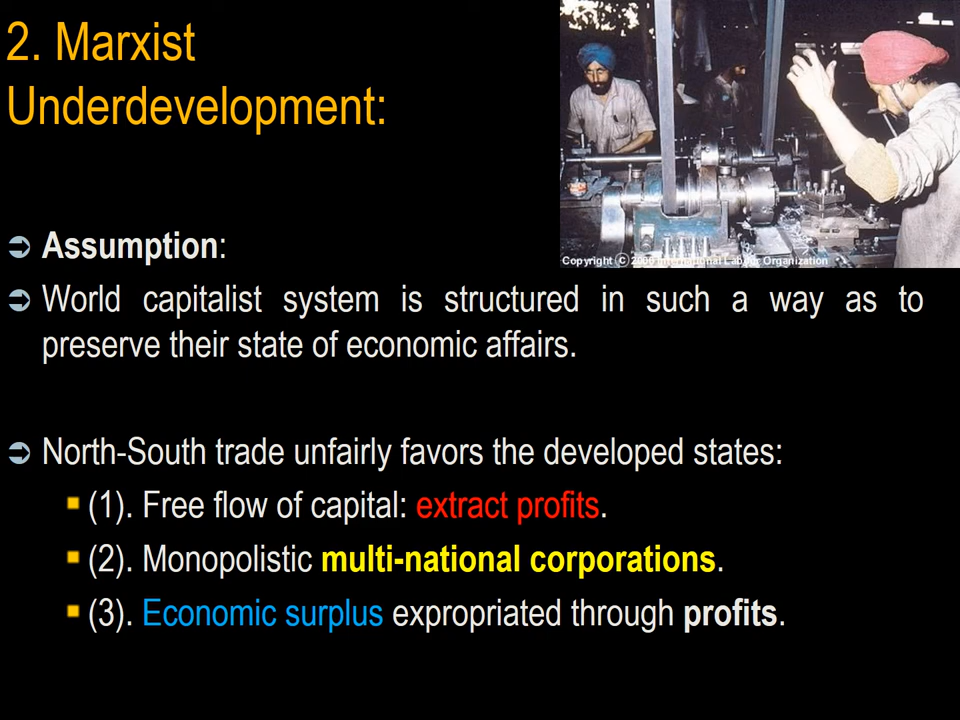 2. Marxist
Underdevelopment:
Copyright © 2000 International Labour Organization
Assumption:
World capitalist system is structured in such a way as to
preserve their state of economic affairs.
North-South trade unfairly favors the developed states:
(1). Free flow of capital: extract profits.
(2). Monopolistic multi-national corporations.
(3). Economic surplus expropriated through profits.